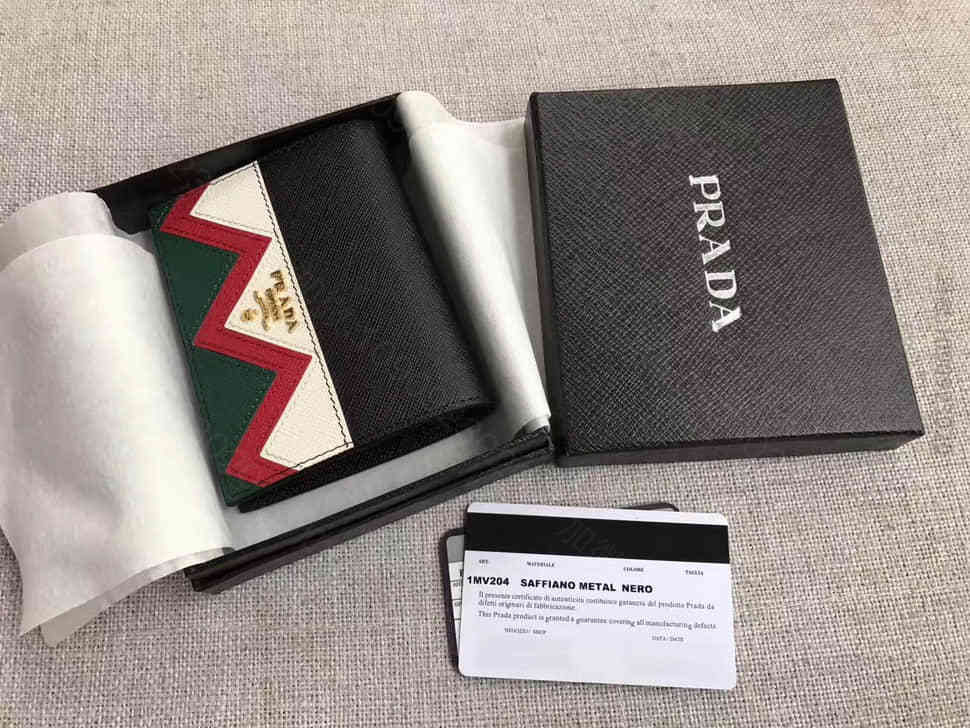 PRADA
PRADA
ART. MATERIALE COLORE TAGLIA
1MV204 SAFFIANO METAL NERO
Il presente certificato di autenticità costituisce garanzia del prodotto Prada da
difetti originari di fabbricazione.
This Prada product is granted a guarantee covering all manufacturing defects
NEGOZIO/ SHOP DATA/DATE